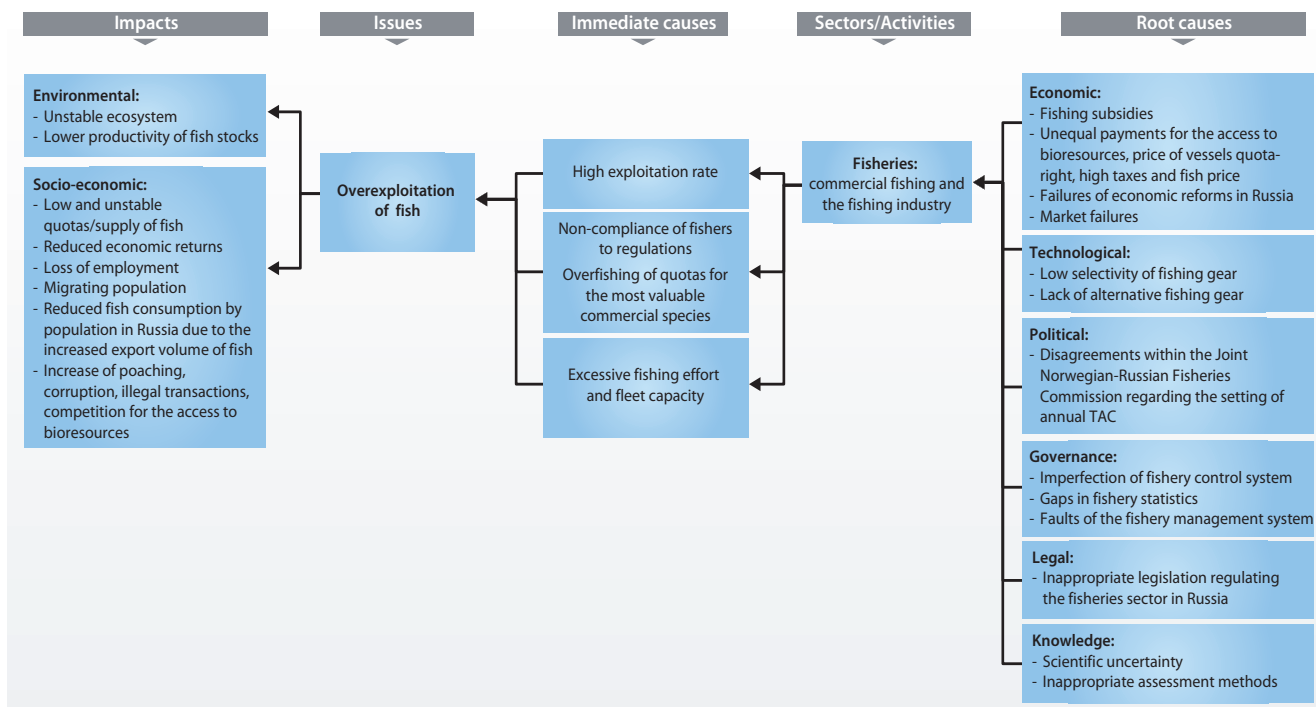 Impacts
Issues
Immediate causes
Sectors/Activities
Root causes
Environmental:
- Unstable ecosystem
- Lower productivity of fish stocks
Socio-economic:
- Low and unstable
quotas/supply of fish
- Reduced economic returns
- Loss of employment
- Migrating population
- Reduced fish consumption by
population in Russia due to the
increased export volume of fish
- Increase of poaching,
corruption, illegal transactions,
competition for the access to
bioresources
Overexploitation
of fish
High exploitation rate
Non-compliance of fishers
to regulations
Overfishing of quotas for
the most valuable
commercial species
Excessive fishing effort
and fleet capacity
Fisheries:
commercial fishing and
the fishing industry
Economic:
- Fishing subsidies
- Unequal payments for the access to
bioresources, price of vessels quota-
right, high taxes and fish price
- Failures of economic reforms in Russia
- Market failures
Technological:
- Low selectivity of fishing gear
- Lack of alternative fishing gear
Political:
- Disagreements within the Joint
Norwegian-Russian Fisheries
Commission regarding the setting of
annual TAC
Governance:
- Imperfection of fishery control system
- Gaps in fishery statistics
- Faults of the fishery management system
Legal:
- Inappropriate legislation regulating
the fisheries sector in Russia
Knowledge:
- Scientific uncertainty
- Inappropriate assessment methods